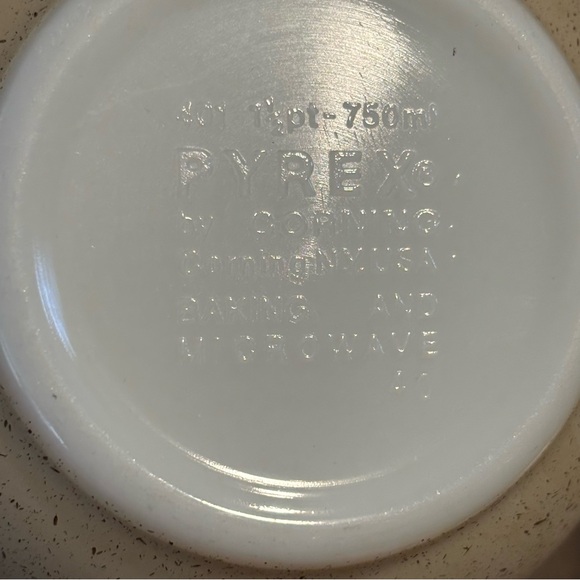 401 1½pt-750ml
PYREX®
by CORNING
Corning NY.USA
BAKING AND
MICROWAVE